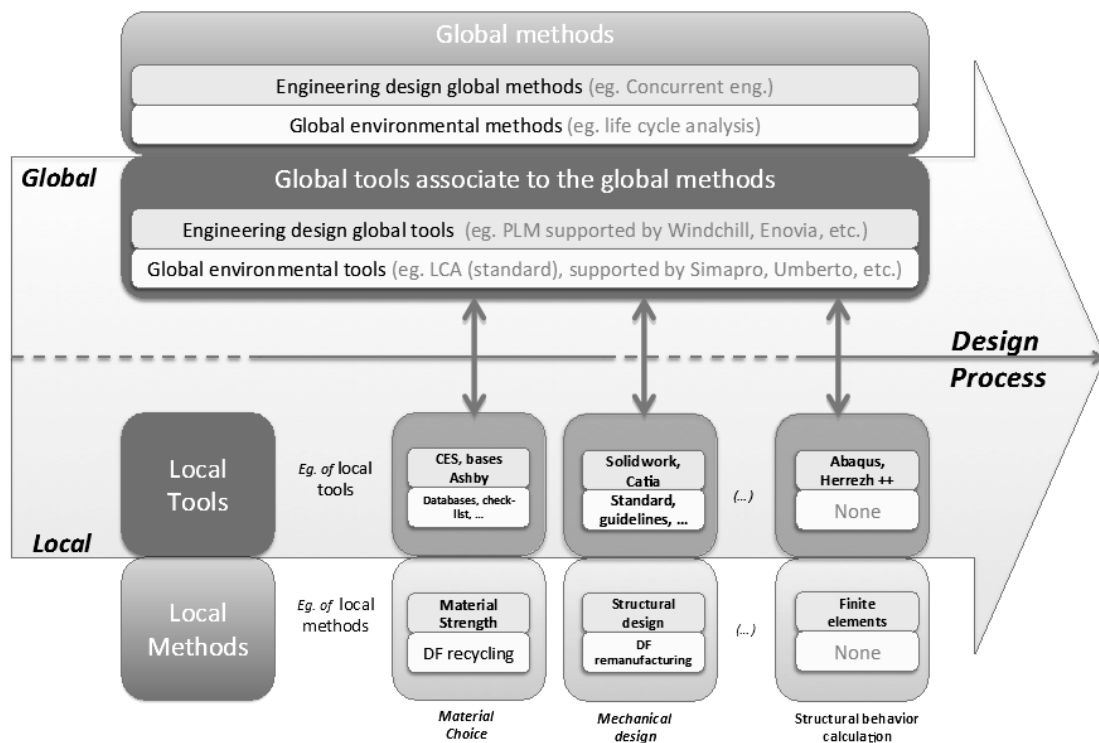 Global methods
Engineering design global methods (eg. Concurrent eng.)
Global environmental methods (eg. life cycle analysis)
Global
Global tools associate to the global methods
Engineering design global tools (eg. PLM supported by Windchill, Enovia, etc.)
Global environmental tools (eg. LCA (standard), supported by Simapro, Umberto, etc.)
Design
Process
Local
Tools
Eg. of local
tools
CES, bases
Ashby
Databases, check-
list, ...
Solidwork,
Catia
Standard,
guidelines, ...
(...)
Abaqus,
Herrezh ++
None
Local
Local
Methods
Eg. of local
methods
Material
Strength
DF recycling
Structural
design
DF
remanufacturing
(...)
Finite
elements
None
Material
Choice
Mechanical
design
Structural behavior
calculation